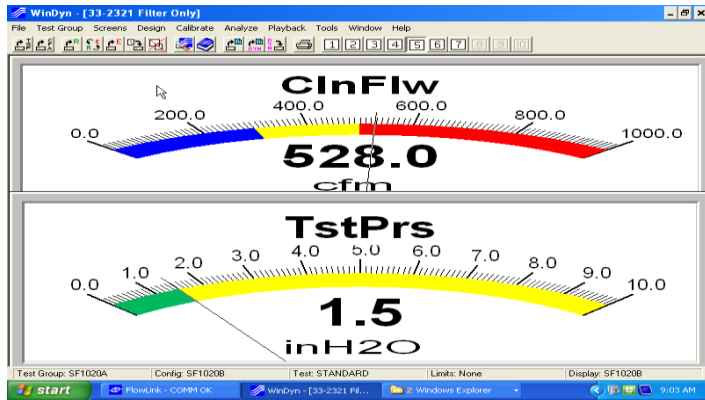 WinDyn - [33-2321 Filter Only]
File Test Group Screens Design Calibrate Analyze Playback Tools Window Help
1 2 3 4 5 6 7 8 9 10
ClnFlw
0.0 200.0 400.0 600.0 800.0 1000.0
528.0
cfm
TstPrs
0.0 1.0 2.0 3.0 4.0 5.0 6.0 7.0 8.0 9.0 10.0
1.5
inH2O
Test Group: SF1020A Config: SF1020B Test: STANDARD Limits: None Display: SF1020B
start FlowLink - COMM OK WinDyn - [33-2321 Fil... 2 Windows Explorer 9:03 AM